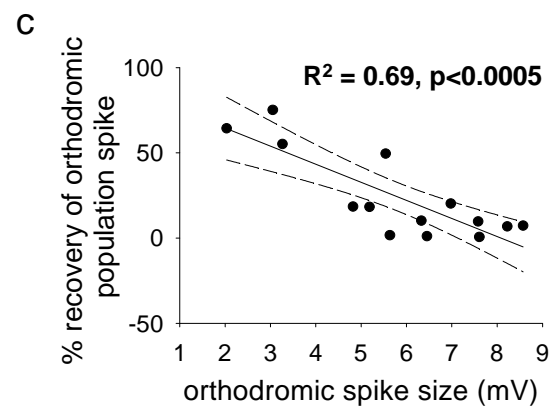 C
R² = 0.69, p<0.0005
% recovery of orthodromic
population spike
100
50
0
-50
1 2 3 4 5 6 7 8 9
orthodromic spike size (mV)